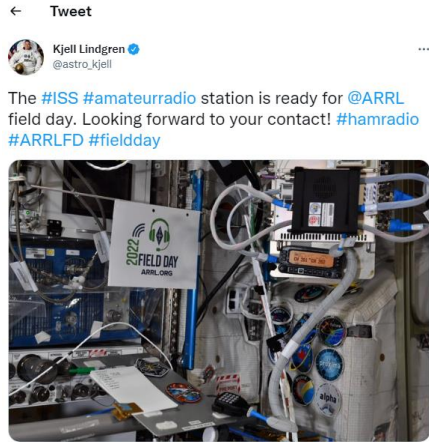 Tweet
Kjell Lindgren
@astro_kjell
The #ISS #amateurradio station is ready for @ARRL
field day. Looking forward to your contact! #hamradio
#ARRLFD #fieldday
2022
FIELD DAY
ARRL.ORG
alpha